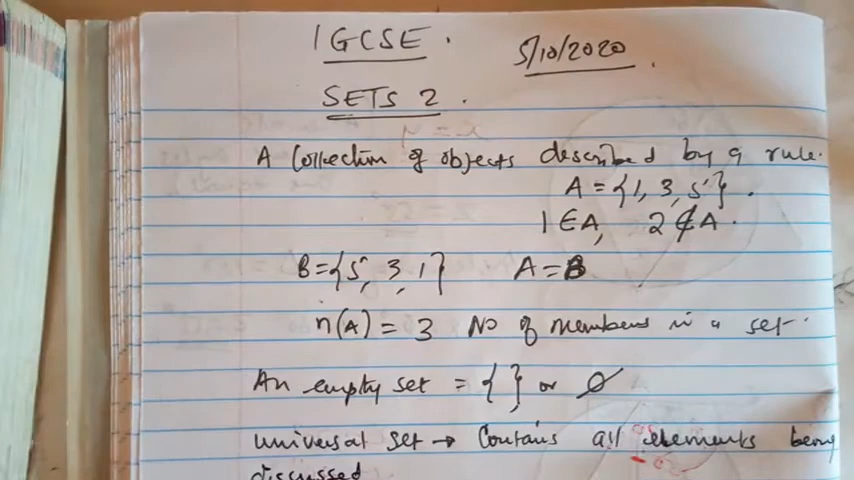 IGCSE.
5/10/2020.
SETS 2.
A Collection of objects described by a rule.
A = {1, 3, 5}.
1 ∈ A, 2 ∉ A.
B = {5, 3, 1} A = B
n(A) = 3 No of members in a set.
An empty set = { } or ∅
universal set → Contains all elements being
discussed